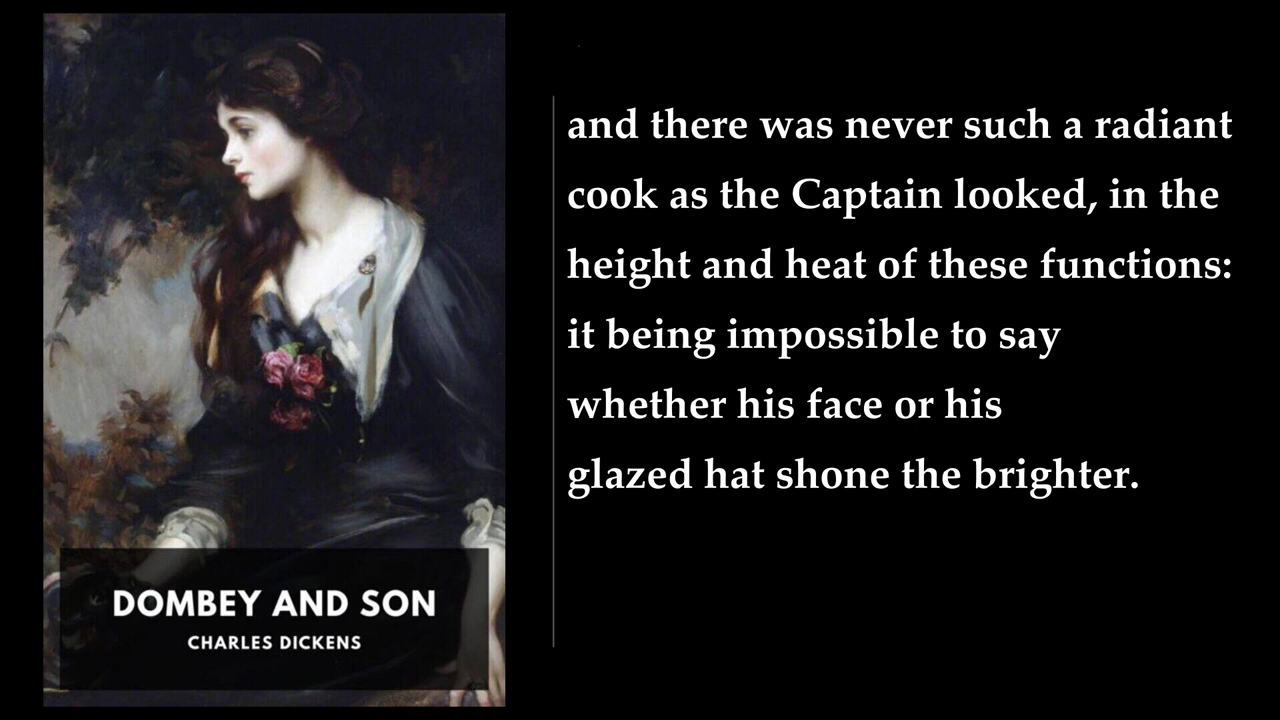 and there was never such a radiant
cook as the Captain looked, in the
height and heat of these functions:
it being impossible to say
whether his face or his
glazed hat shone the brighter.
DOMBEY AND SON
CHARLES DICKENS